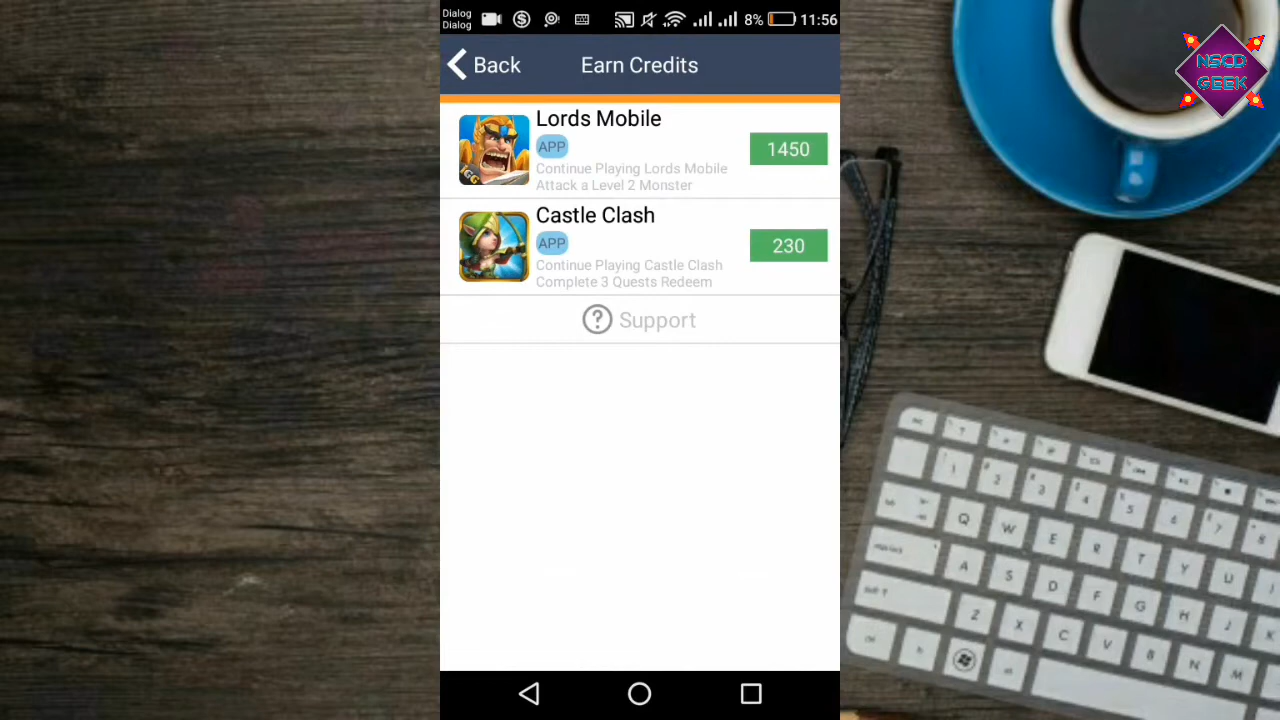 Dialog
Dialog
8%
11:56
Back
Earn Credits
Lords Mobile
APP
1450
Continue Playing Lords Mobile
Attack a Level 2 Monster
Castle Clash
APP
230
Continue Playing Castle Clash
Complete 3 Quests Redeem
? Support
NSCD
GEEK
IGG
Q W E R T Y U
A S D F G H J K
Z X C V B N M